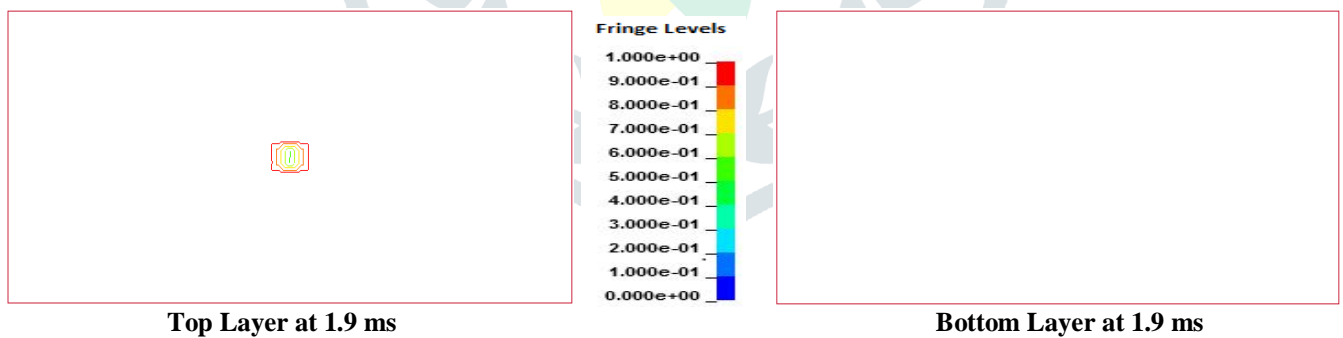 Fringe Levels
1.000e+00
9.000e-01
8.000e-01
7.000e-01
6.000e-01
5.000e-01
4.000e-01
3.000e-01
2.000e-01
1.000e-01
0.000e+00
Top Layer at 1.9 ms
Bottom Layer at 1.9 ms